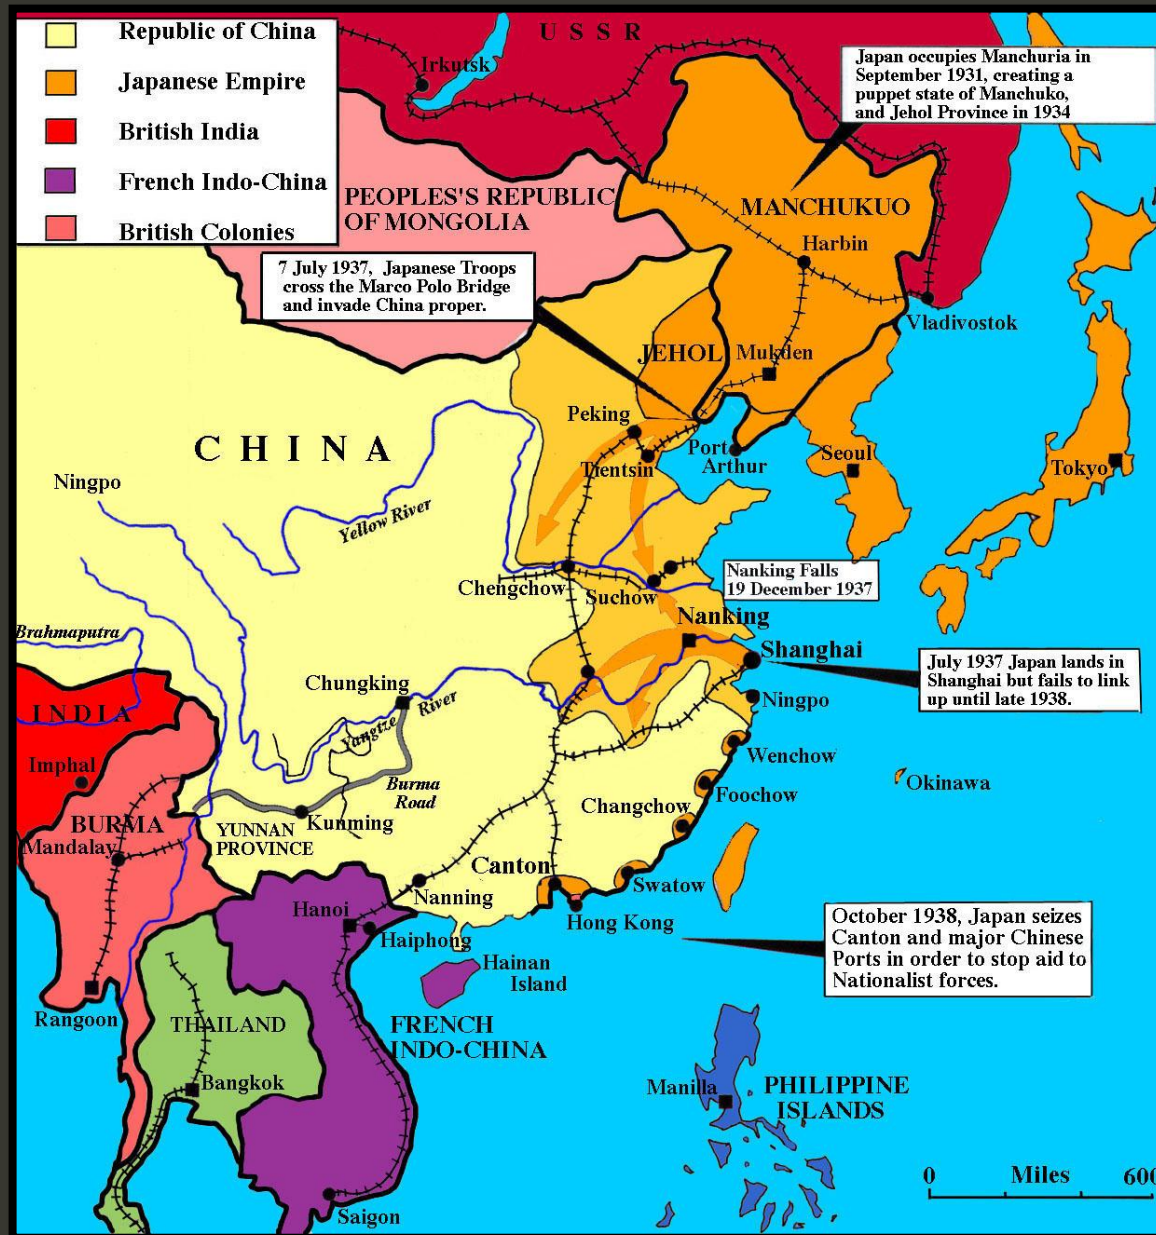 Republic of China
Japanese Empire
British India
French Indo-China
British Colonies
U S S R
Irkutsk
Japan occupies Manchuria in
September 1931, creating a
puppet state of Manchuko,
and Jehol Province in 1934
PEOPLES'S REPUBLIC
OF MONGOLIA
MANCHUKUO
Harbin
7 July 1937, Japanese Troops
cross the Marco Polo Bridge
and invade China proper.
Vladivostok
JEHOL
Mukden
Peking
CHINA
Port
Arthur
Seoul
Tientsin
Tokyo
Ningpo
Yellow River
Chengchow
Suchow
Nanking Falls
19 December 1937
Nanking
Brahmaputra
Shanghai
July 1937 Japan lands in
Shanghai but fails to link
up until late 1938.
Chungking
Yangtze River
Ningpo
INDIA
Wenchow
Imphal
Burma
Road
Okinawa
Foochow
Changchow
BURMA
Kunming
YUNNAN
PROVINCE
Mandalay
Canton
Swatow
Nanning
Hanoi
Hong Kong
Haiphong
October 1938, Japan seizes
Canton and major Chinese
Ports in order to stop aid to
Nationalist forces.
Hainan
Island
Rangoon
THAILAND
FRENCH
INDO-CHINA
Bangkok
Manilla
PHILIPPINE
ISLANDS
0 Miles 600
Saigon